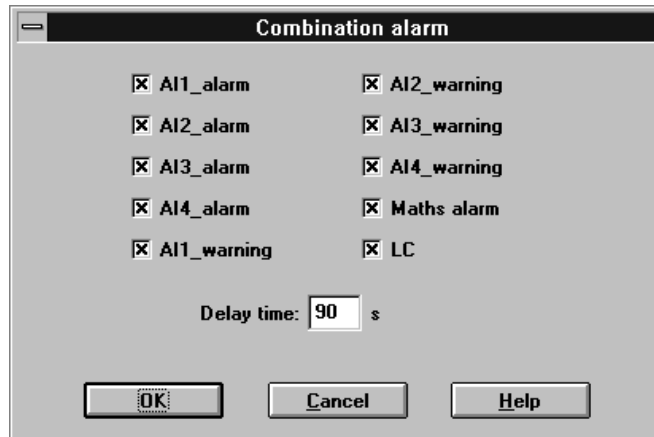 Combination alarm
AI1_alarm
AI2_alarm
AI3_alarm
AI4_alarm
AI1_warning
AI2_warning
AI3_warning
AI4_warning
Maths alarm
LC
Delay time: 90 s
OK Cancel Help